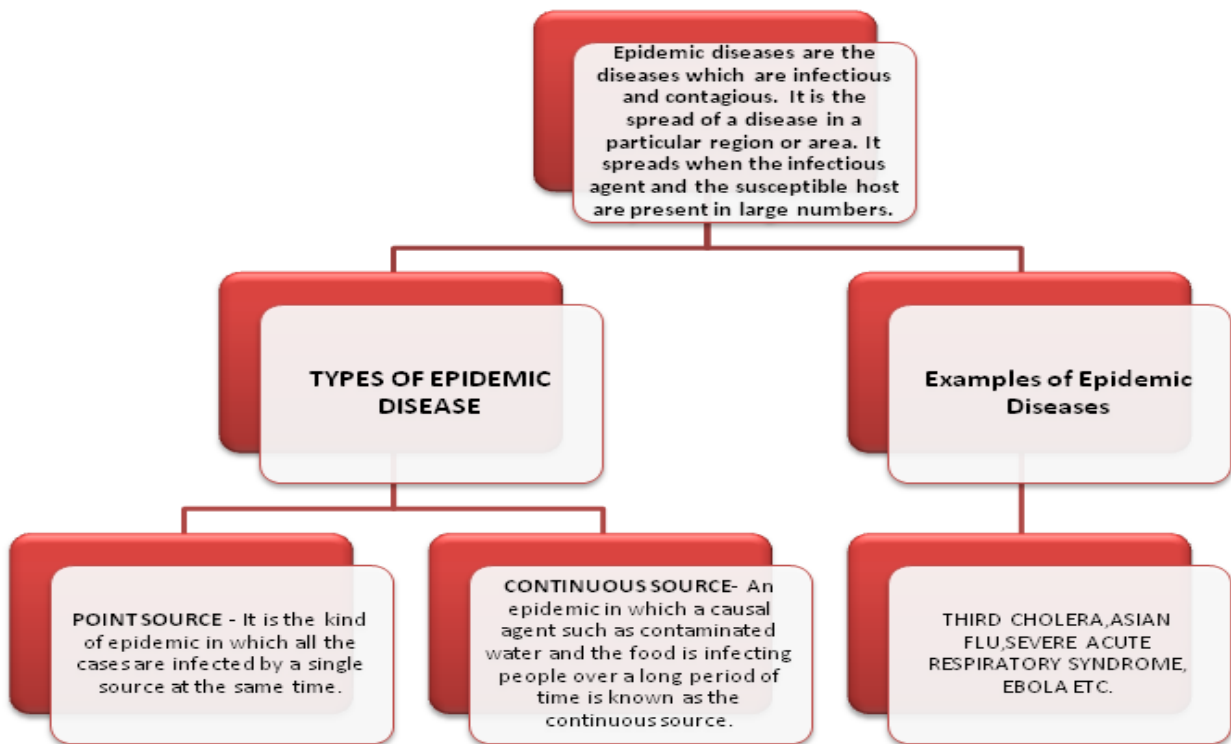 Epidemic diseases are the
diseases which are infectious
and contagious. It is the
spread of a disease in a
particular region or area. It
spreads when the infectious
agent and the susceptible host
are present in large numbers.
TYPES OF EPIDEMIC
DISEASE
Examples of Epidemic
Diseases
POINT SOURCE - It is the kind
of epidemic in which all the
cases are infected by a single
source at the same time.
CONTINUOUS SOURCE- An
epidemic in which a causal
agent such as contaminated
water and the food is infecting
people over a long period of
time is known as the
continuous source.
THIRD CHOLERA,ASIAN
FLU,SEVERE ACUTE
RESPIRATORY SYNDROME,
EBOLA ETC.